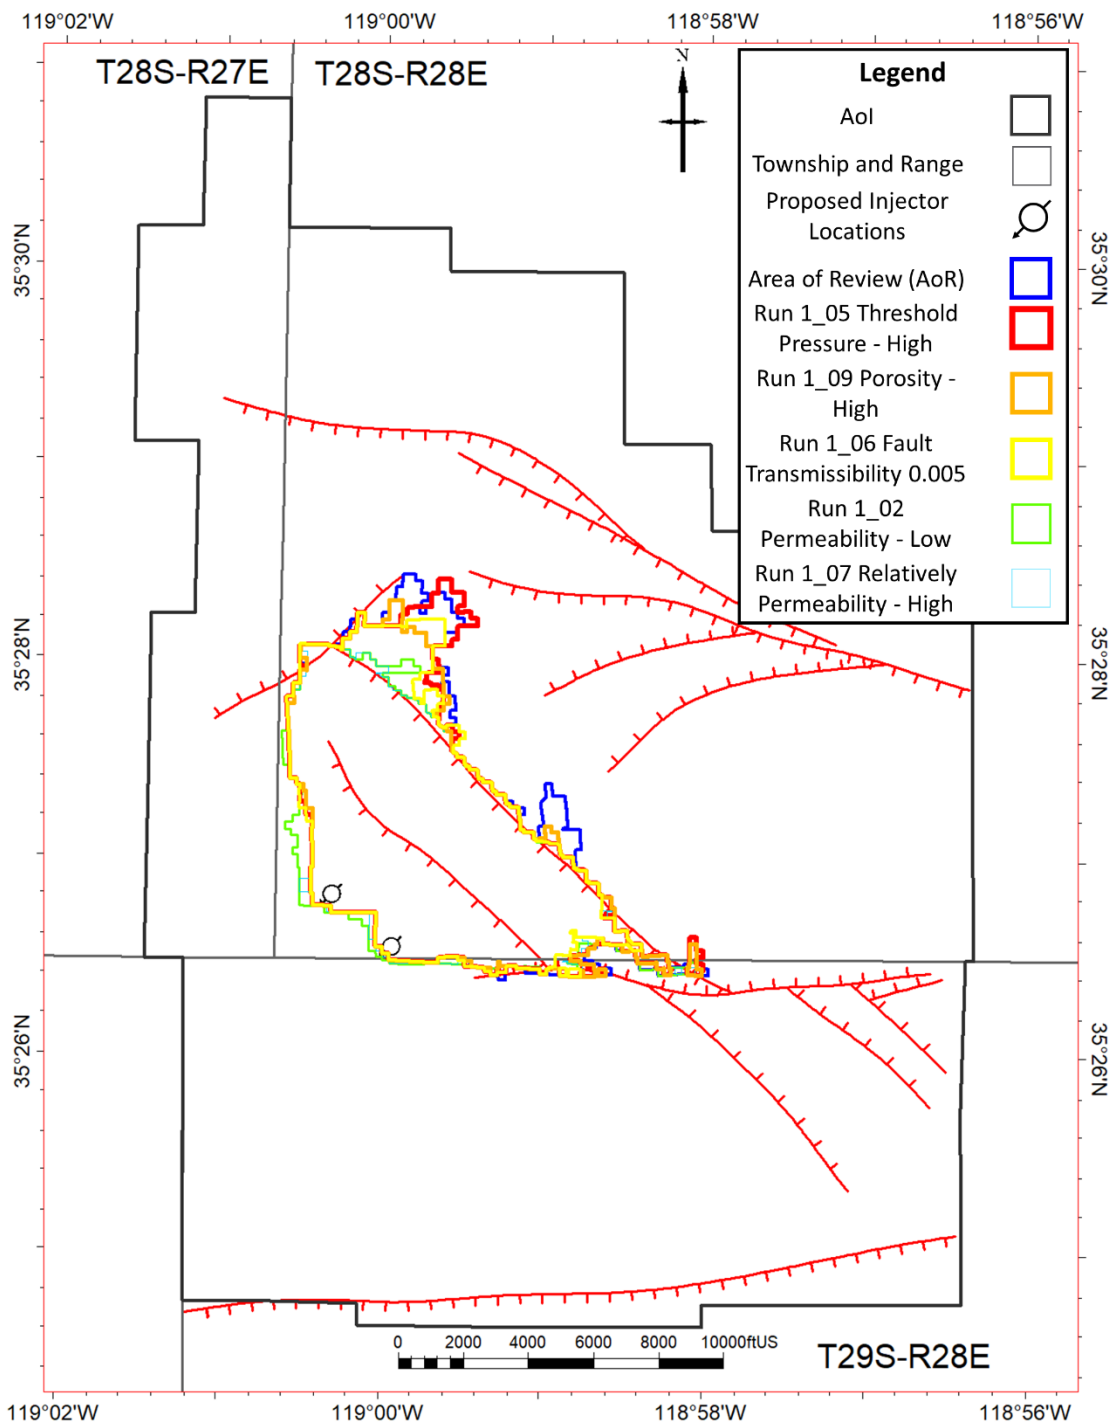 119°02'W 119°00'W 118°58'W 118°56'W
T28S-R27E T28S-R28E
N
Legend
AoI
Township and Range
Proposed Injector
Locations
Area of Review (AoR)
Run 1_05 Threshold
Pressure - High
Run 1_09 Porosity -
High
Run 1_06 Fault
Transmissibility 0.005
Run 1_02
Permeability - Low
Run 1_07 Relatively
Permeability - High
35°30'N 35°30'N
35°28'N 35°28'N
35°26'N 35°26'N
0 2000 4000 6000 8000 10000ftUS
T29S-R28E
119°02'W 119°00'W 118°58'W 118°56'W